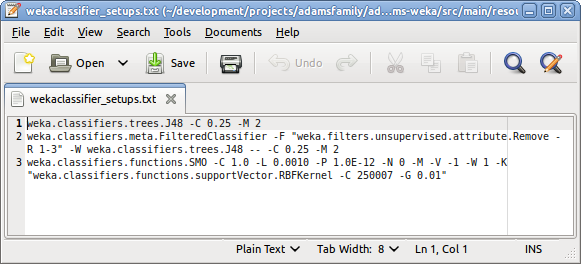 wekaclassifier_setups.txt (~/development/projects/adamsfamily/ad...ms-weka/src/main/resou
File Edit View Search Tools Documents Help
Open Save Undo
wekaclassifier_setups.txt
1 weka.classifiers.trees.J48 -C 0.25 -M 2
2 weka.classifiers.meta.FilteredClassifier -F "weka.filters.unsupervised.attribute.Remove -
R 1-3" -W weka.classifiers.trees.J48 -- -C 0.25 -M 2
3 weka.classifiers.functions.SMO -C 1.0 -L 0.0010 -P 1.0E-12 -N 0 -M -V -1 -W 1 -K
"weka.classifiers.functions.supportVector.RBFKernel -C 250007 -G 0.01"
Plain Text Tab Width: 8 Ln 1, Col 1 INS